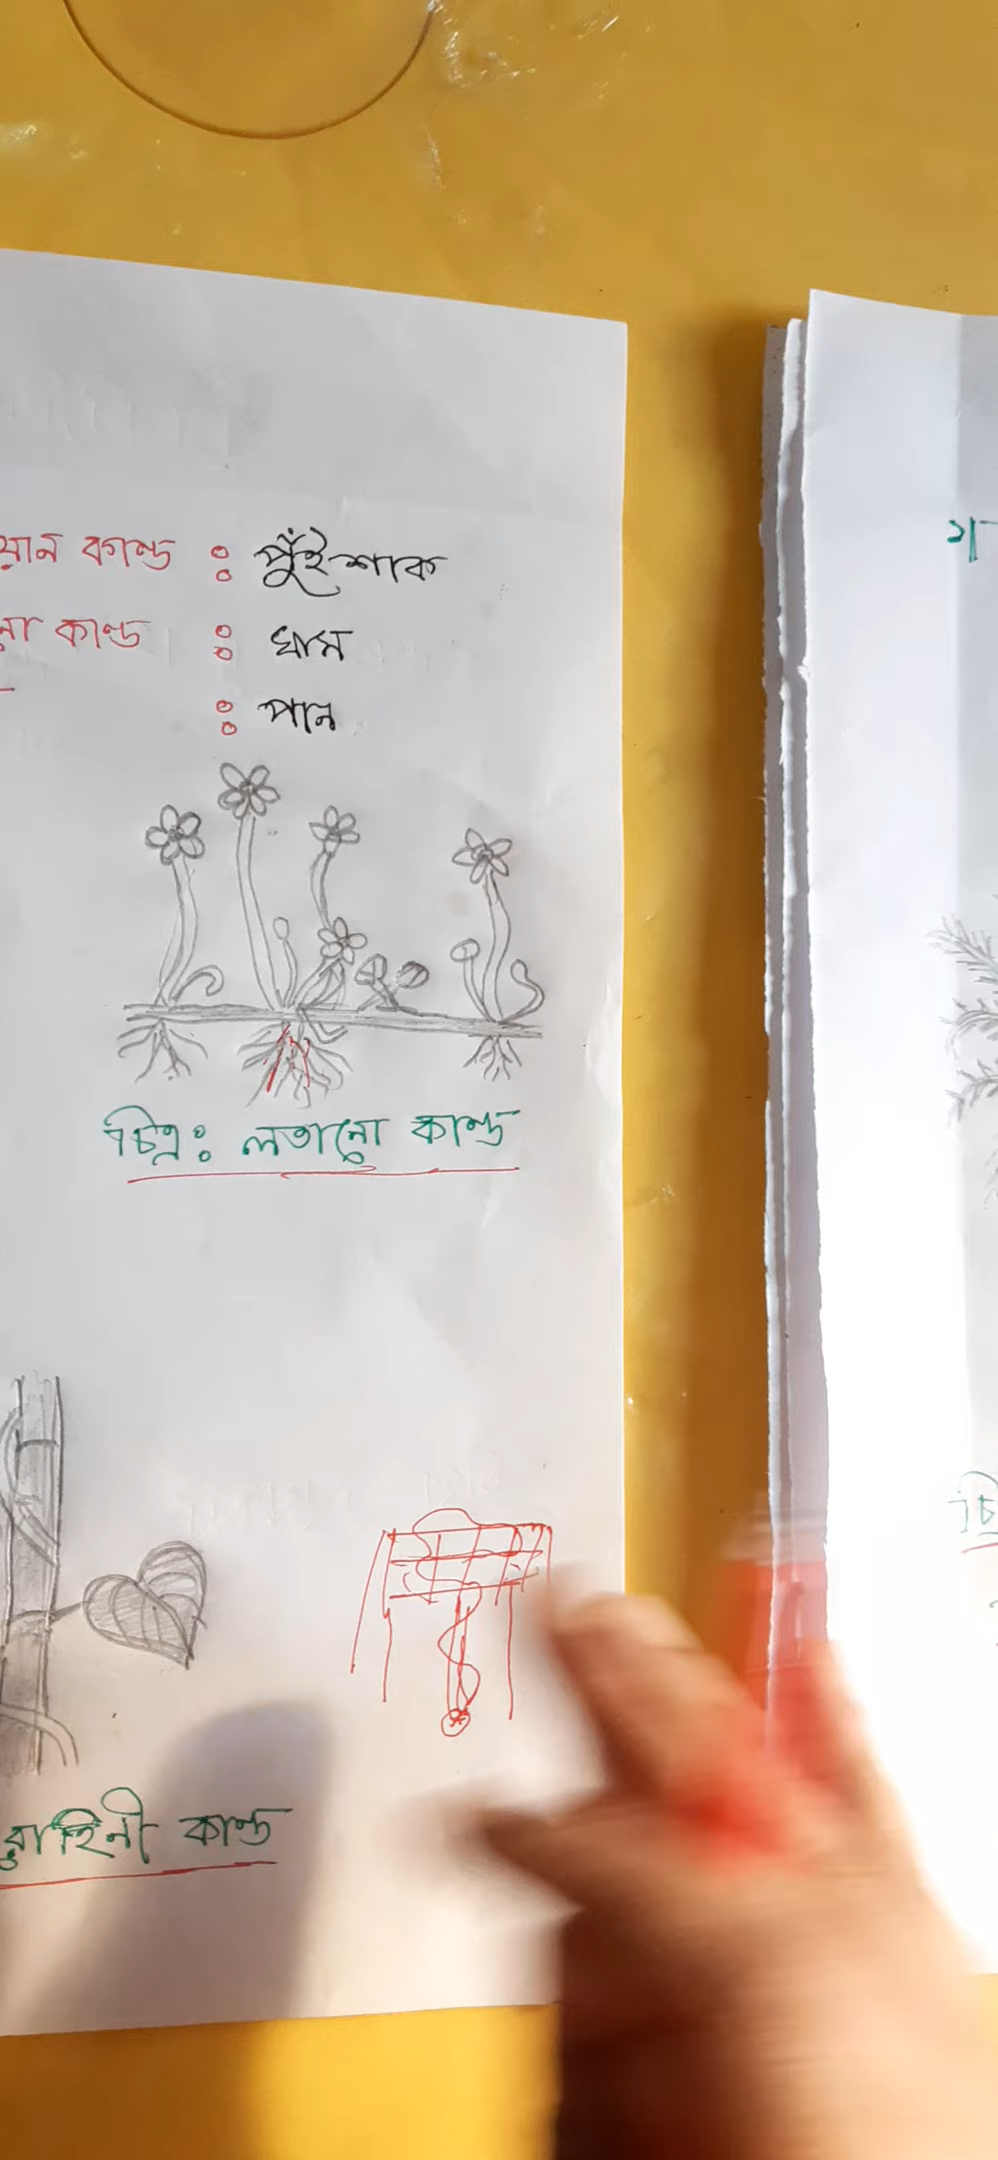 কান্ড : পুঁইশাক
কান্ড : ঘাস
: পান
চিত্র: লতানো কান্ড
কান্ড